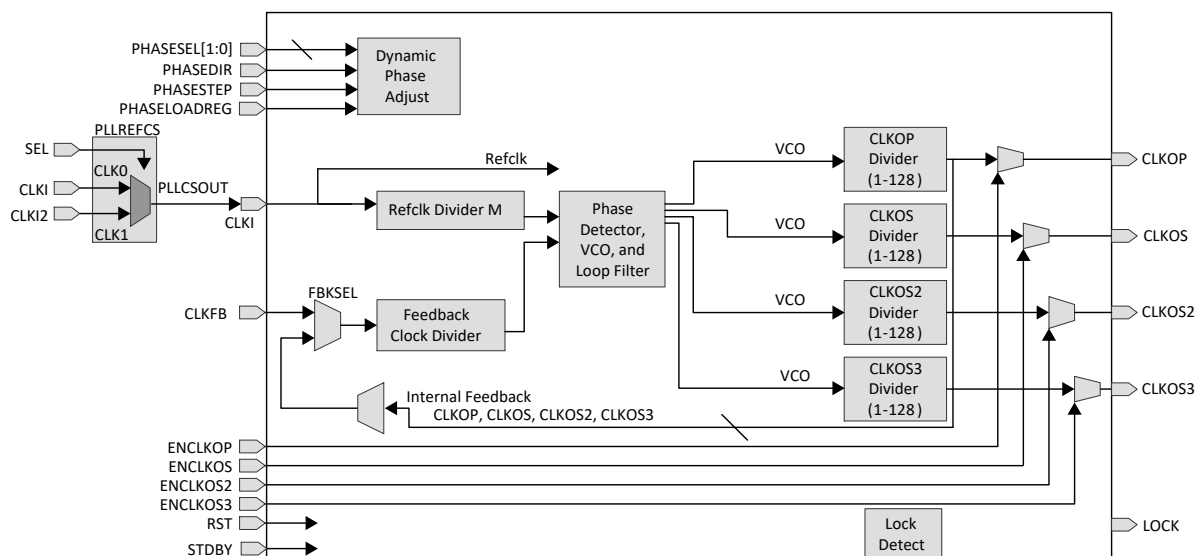 PHASESEL[1:0]
PHASEDIR
PHASESTEP
PHASELOADREG
Dynamic
Phase
Adjust
PLLREFCS
SEL
CLK0
CLKI
CLKI2
CLK1
PLLCSOUT
CLKI
Refclk
Refclk Divider M
Phase
Detector,
VCO, and
Loop Filter
VCO
CLKOP
Divider
(1-128)
CLKOP
VCO
CLKOS
Divider
(1-128)
CLKOS
FBKSEL
CLKFB
Feedback
Clock Divider
VCO
CLKOS2
Divider
(1-128)
CLKOS2
VCO
CLKOS3
Divider
(1-128)
CLKOS3
Internal Feedback
CLKOP, CLKOS, CLKOS2, CLKOS3
ENCLKOP
ENCLKOS
ENCLKOS2
ENCLKOS3
RST
STDBY
Lock
Detect
LOCK